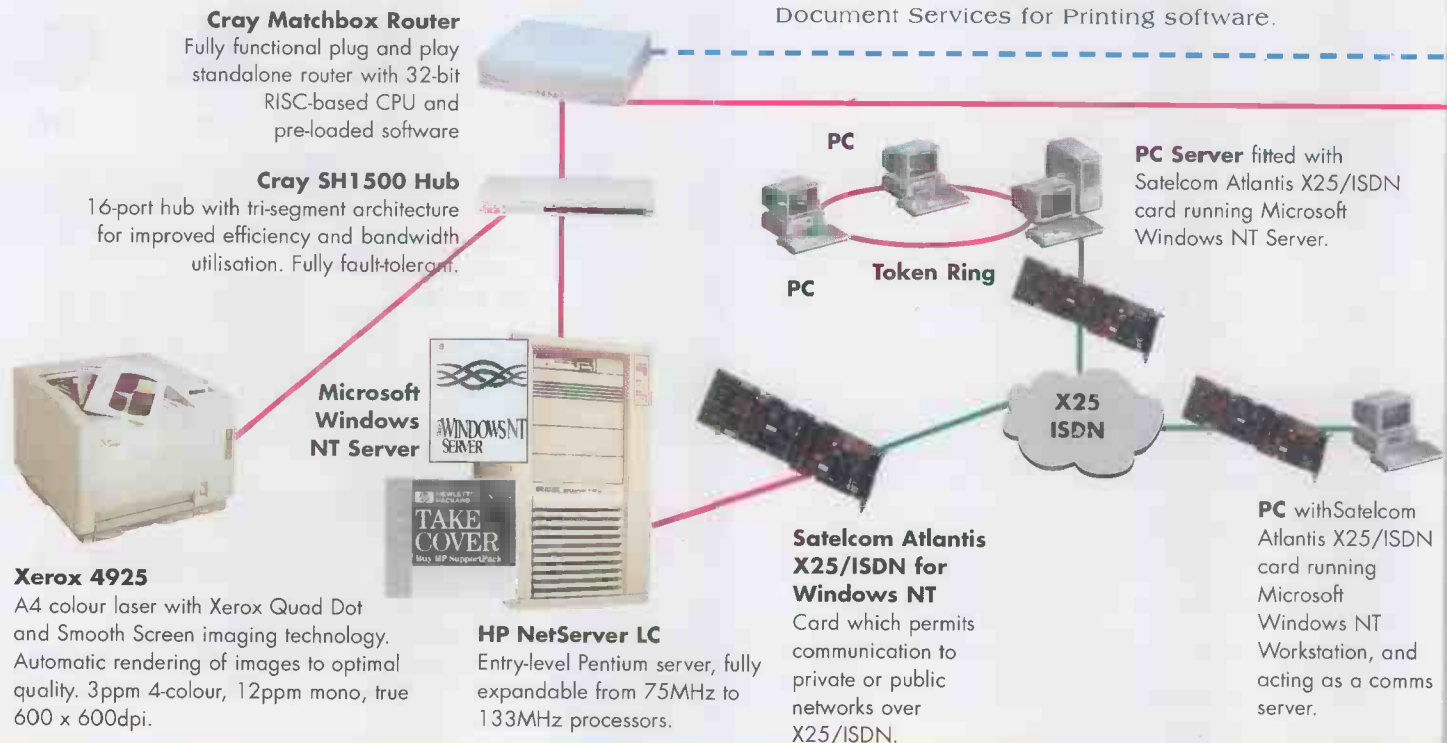 Document Services for Printing software.
Cray Matchbox Router
Fully functional plug and play
standalone router with 32-bit
RISC-based CPU and
pre-loaded software
Cray SH1500 Hub
16-port hub with tri-segment architecture
for improved efficiency and bandwidth
utilisation. Fully fault-tolerant.
PC
PC
Token Ring
PC Server fitted with
Satelcom Atlantis X25/ISDN
card running Microsoft
Windows NT Server.
Microsoft
Windows
NT Server
WINDOWS NT
SERVER
HEWLETT
PACKARD
TAKE
COVER
Buy HP SupportPack
X25
ISDN
Xerox 4925
A4 colour laser with Xerox Quad Dot
and Smooth Screen imaging technology.
Automatic rendering of images to optimal
quality. 3ppm 4-colour, 12ppm mono, true
600 x 600dpi.
HP NetServer LC
Entry-level Pentium server, fully
expandable from 75MHz to
133MHz processors.
Satelcom Atlantis
X25/ISDN for
Windows NT
Card which permits
communication to
private or public
networks over
X25/ISDN.
PC withSatelcom
Atlantis X25/ISDN
card running
Microsoft
Windows NT
Workstation, and
acting as a comms
server.